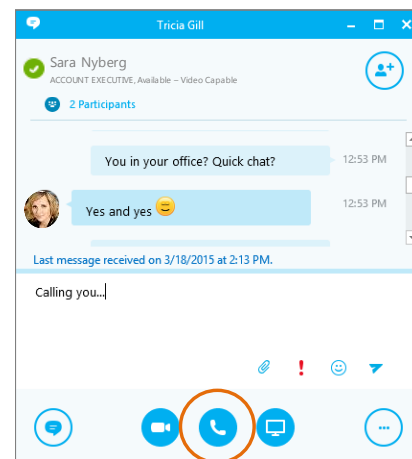 Tricia Gill
Sara Nyberg
ACCOUNT EXECUTIVE, Available – Video Capable
2 Participants
You in your office? Quick chat?
12:53 PM
Yes and yes
12:53 PM
Last message received on 3/18/2015 at 2:13 PM.
Calling you...